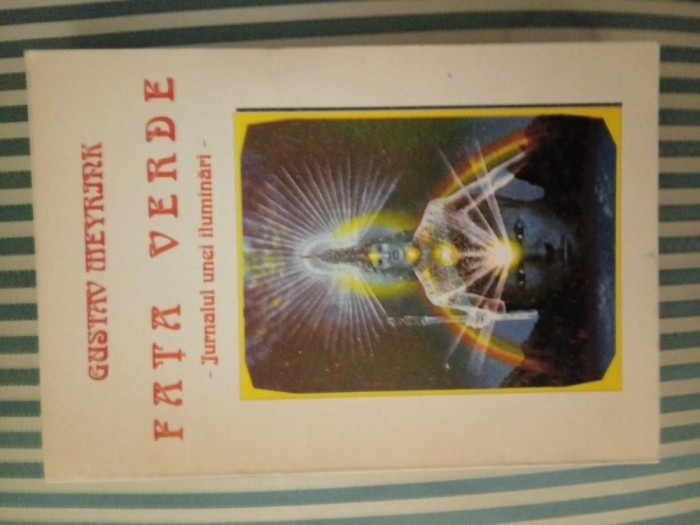 GUSTAV MEYRINK
FAȚA VERDE
- Jurnalul unei iluminări -